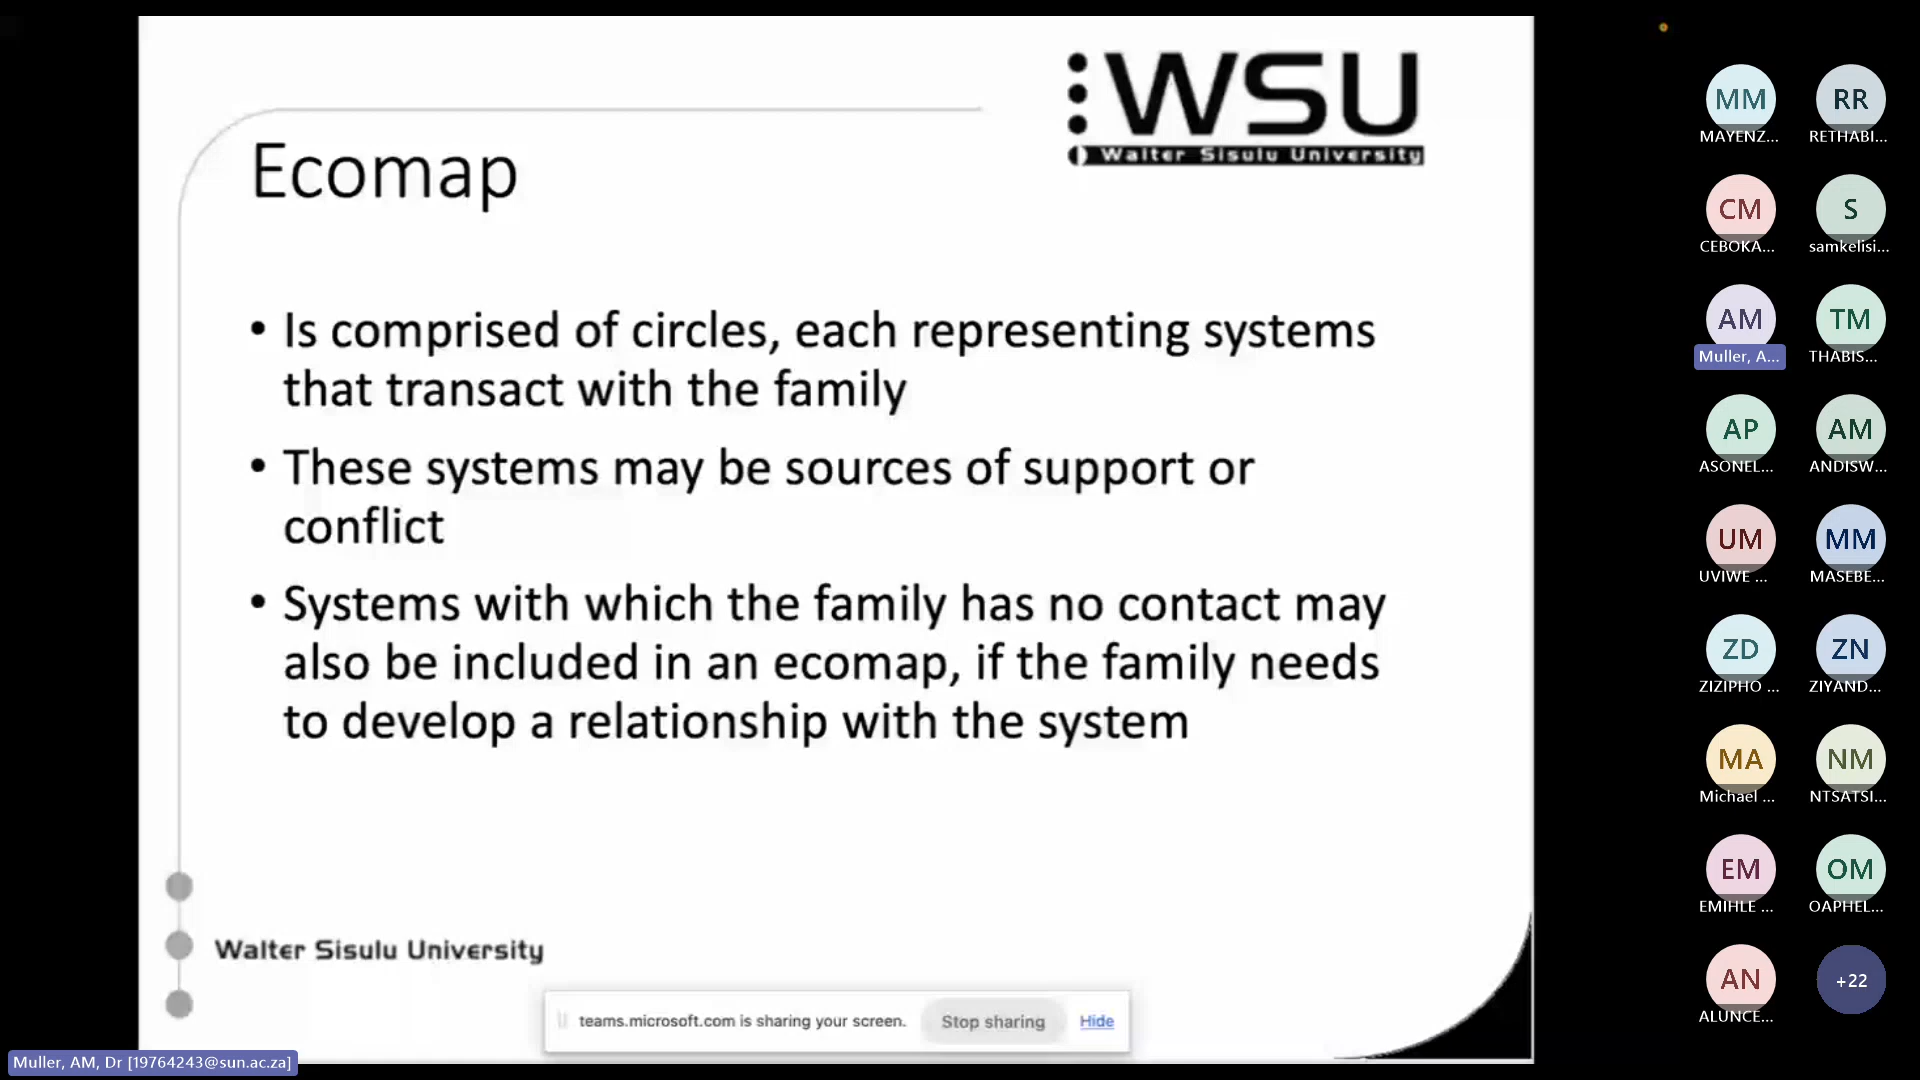 WSU
Walter Sisulu University
Ecomap
• Is comprised of circles, each representing systems
that transact with the family
• These systems may be sources of support or
conflict
• Systems with which the family has no contact may
also be included in an ecomap, if the family needs
to develop a relationship with the system
Walter Sisulu University
teams.microsoft.com is sharing your screen. Stop sharing Hide
Muller, AM, Dr [19764243@sun.ac.za]
MM RR
MAYENZ... RETHABI...
CM S
CEBOKA... samkelisi...
AM TM
Muller, A... THABIS...
AP AM
ASONEL... ANDISW...
UM MM
UVIWE ... MASEBE...
ZD ZN
ZIZIPHO ... ZIYAND...
MA NM
Michael ... NTSATSI...
EM OM
EMIHLE ... OAPHEL...
AN +22
ALUNCE...